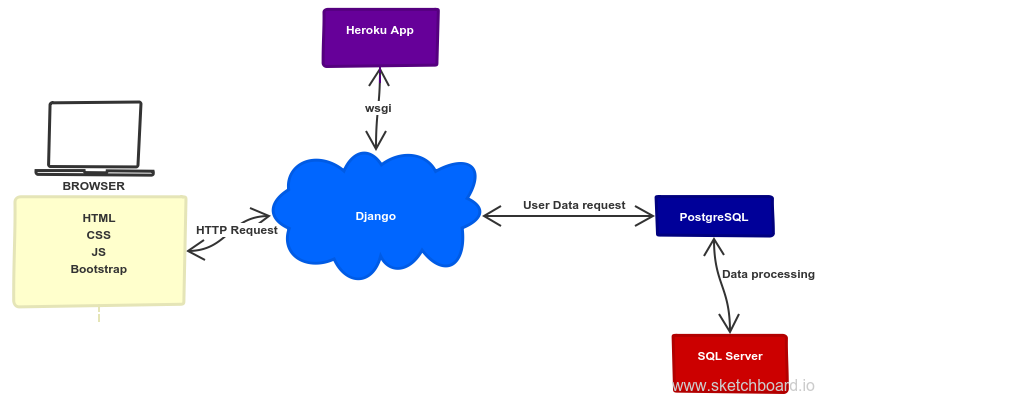 Heroku App
wsgi
BROWSER
HTML
CSS
JS
Bootstrap
HTTP Request
Django
User Data request
PostgreSQL
Data processing
SQL Server
www.sketchboard.io